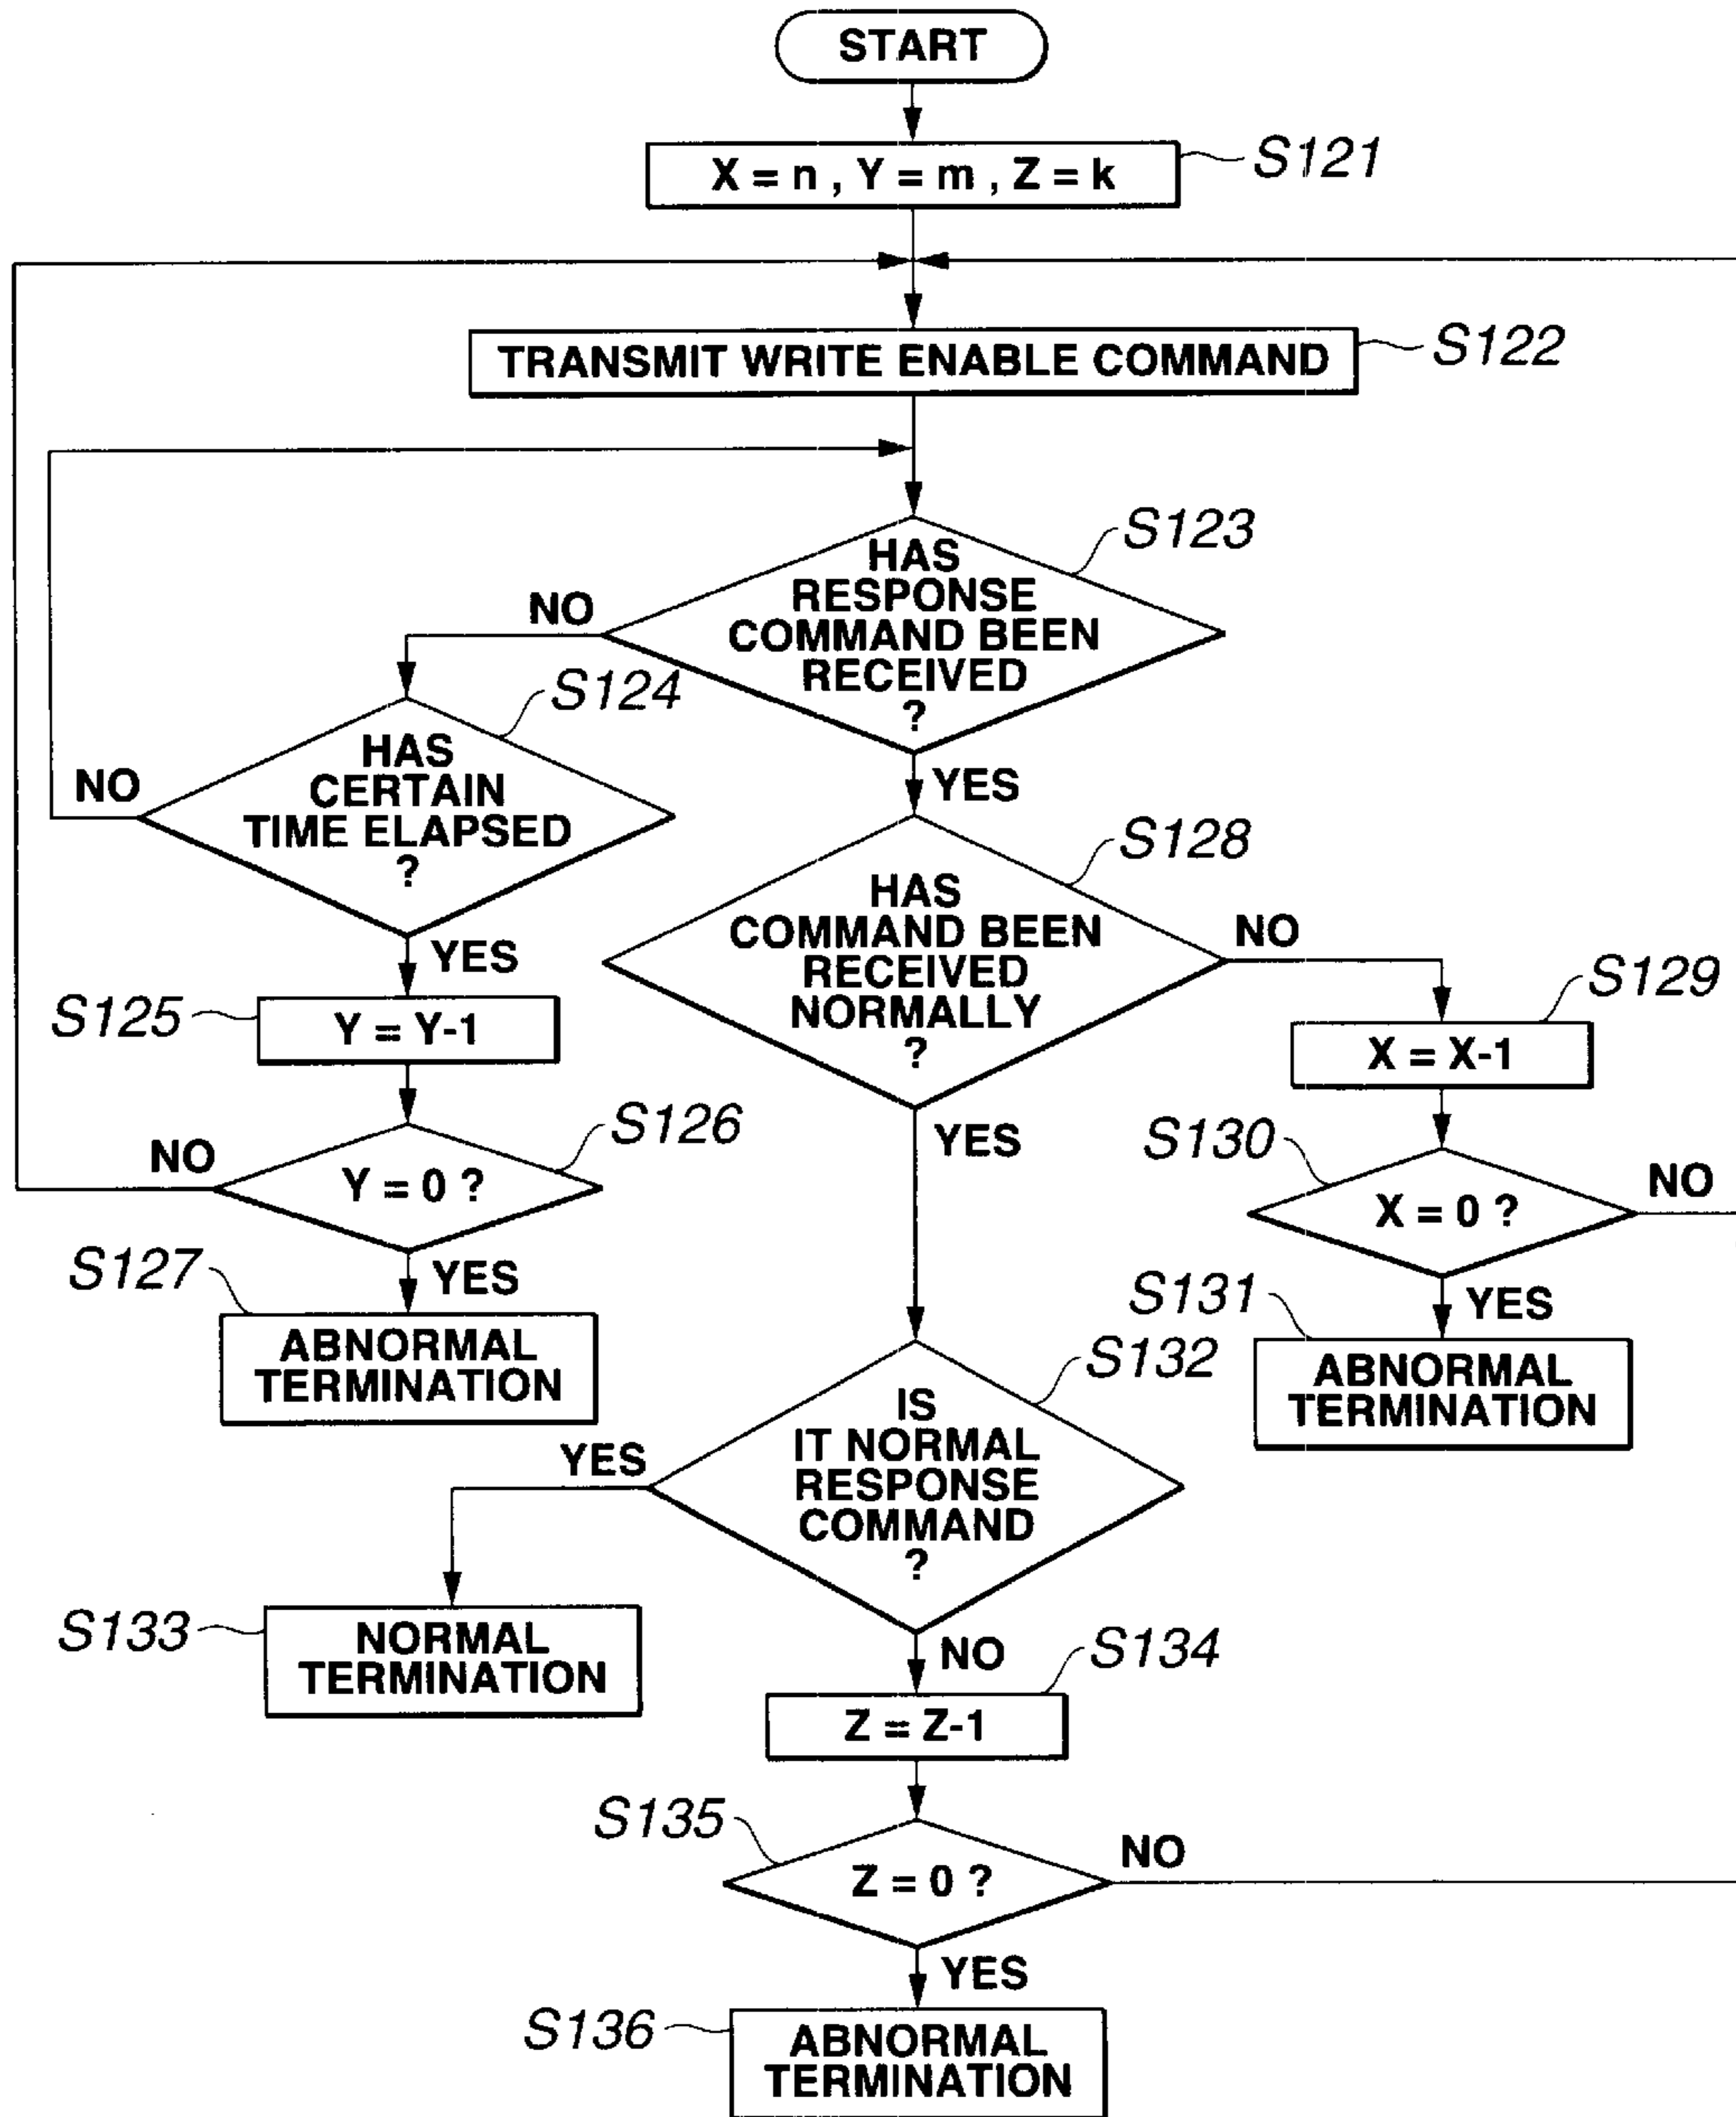 START
X = n , Y = m , Z = k
S121
TRANSMIT WRITE ENABLE COMMAND
S122
HAS
RESPONSE
COMMAND BEEN
RECEIVED
?
S123
NO
YES
HAS
CERTAIN
TIME ELAPSED
?
S124
NO
YES
HAS
COMMAND BEEN
RECEIVED
NORMALLY
?
S128
NO
YES
S125
Y = Y-1
S129
X = X-1
S126
Y = 0 ?
NO
YES
S130
X = 0 ?
NO
YES
S127
ABNORMAL
TERMINATION
S131
ABNORMAL
TERMINATION
S132
IS
IT NORMAL
RESPONSE
COMMAND
?
YES
NO
S133
NORMAL
TERMINATION
S134
Z = Z-1
S135
Z = 0 ?
NO
YES
S136
ABNORMAL
TERMINATION